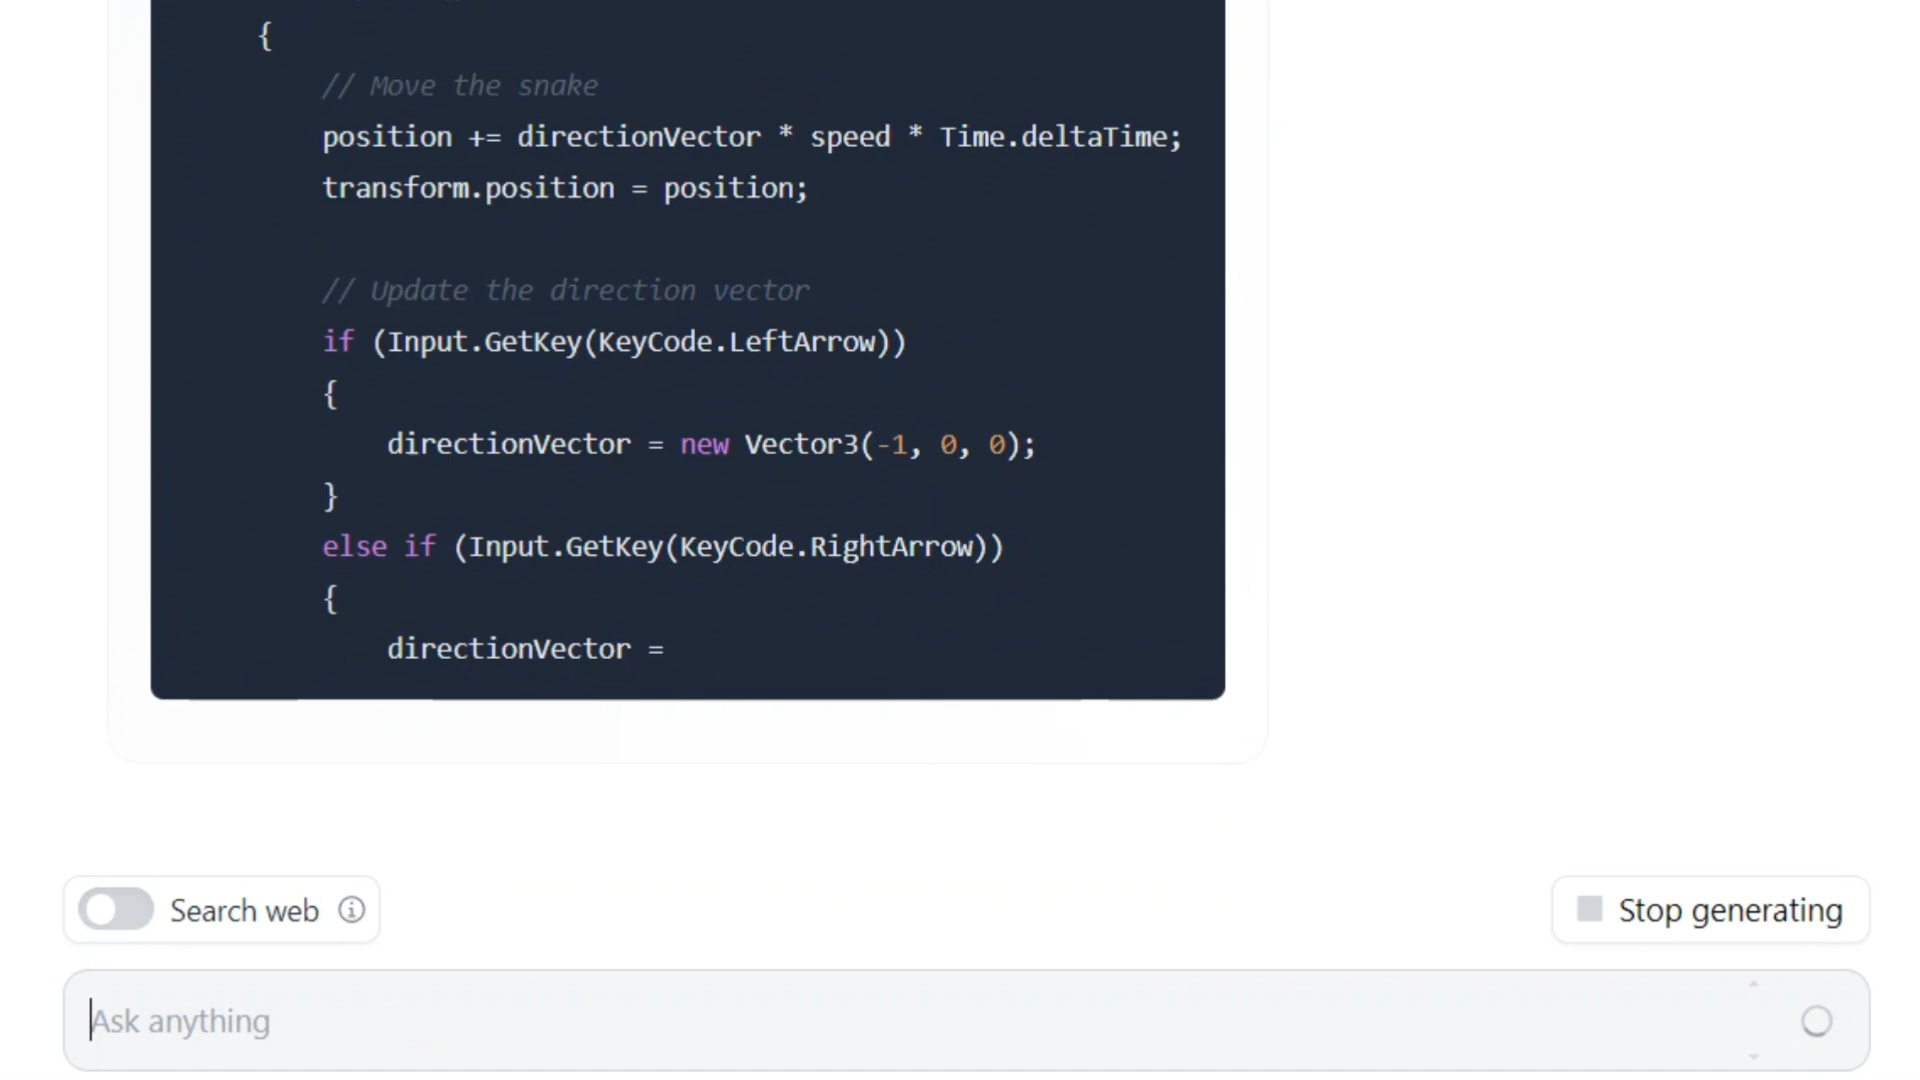 {
// Move the snake
position += directionVector * speed * Time.deltaTime;
transform.position = position;
// Update the direction vector
if (Input.GetKey(KeyCode.LeftArrow))
{
directionVector = new Vector3(-1, 0, 0);
}
else if (Input.GetKey(KeyCode.RightArrow))
{
directionVector =
Search web
Stop generating
Ask anything